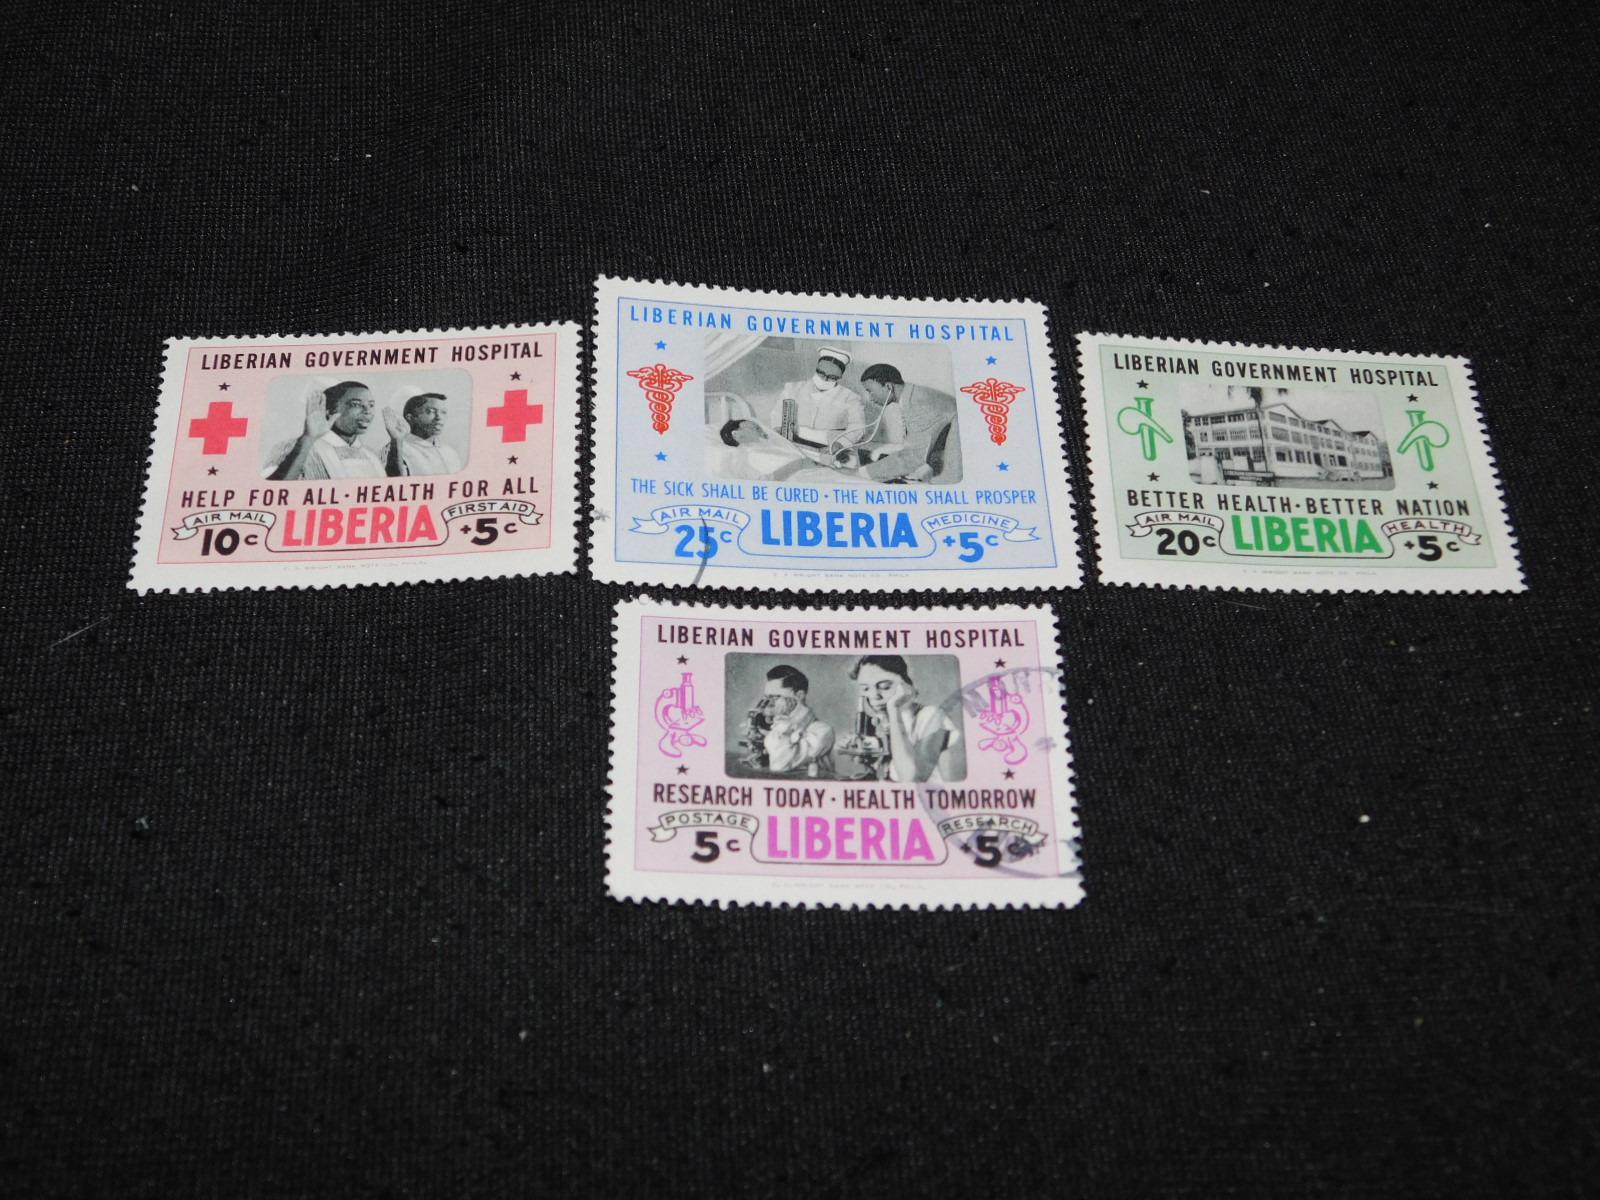 LIBERIAN GOVERNMENT HOSPITAL
HELP FOR ALL · HEALTH FOR ALL
AIR MAIL
FIRST AID
10c LIBERIA +5c
LIBERIAN GOVERNMENT HOSPITAL
THE SICK SHALL BE CURED · THE NATION SHALL PROSPER
AIR MAIL
MEDICINE
25c LIBERIA +5c
LIBERIAN GOVERNMENT HOSPITAL
BETTER HEALTH · BETTER NATION
AIR MAIL
HEALTH
20c LIBERIA +5c
LIBERIAN GOVERNMENT HOSPITAL
RESEARCH TODAY · HEALTH TOMORROW
POSTAGE
RESEARCH
5c LIBERIA +5c